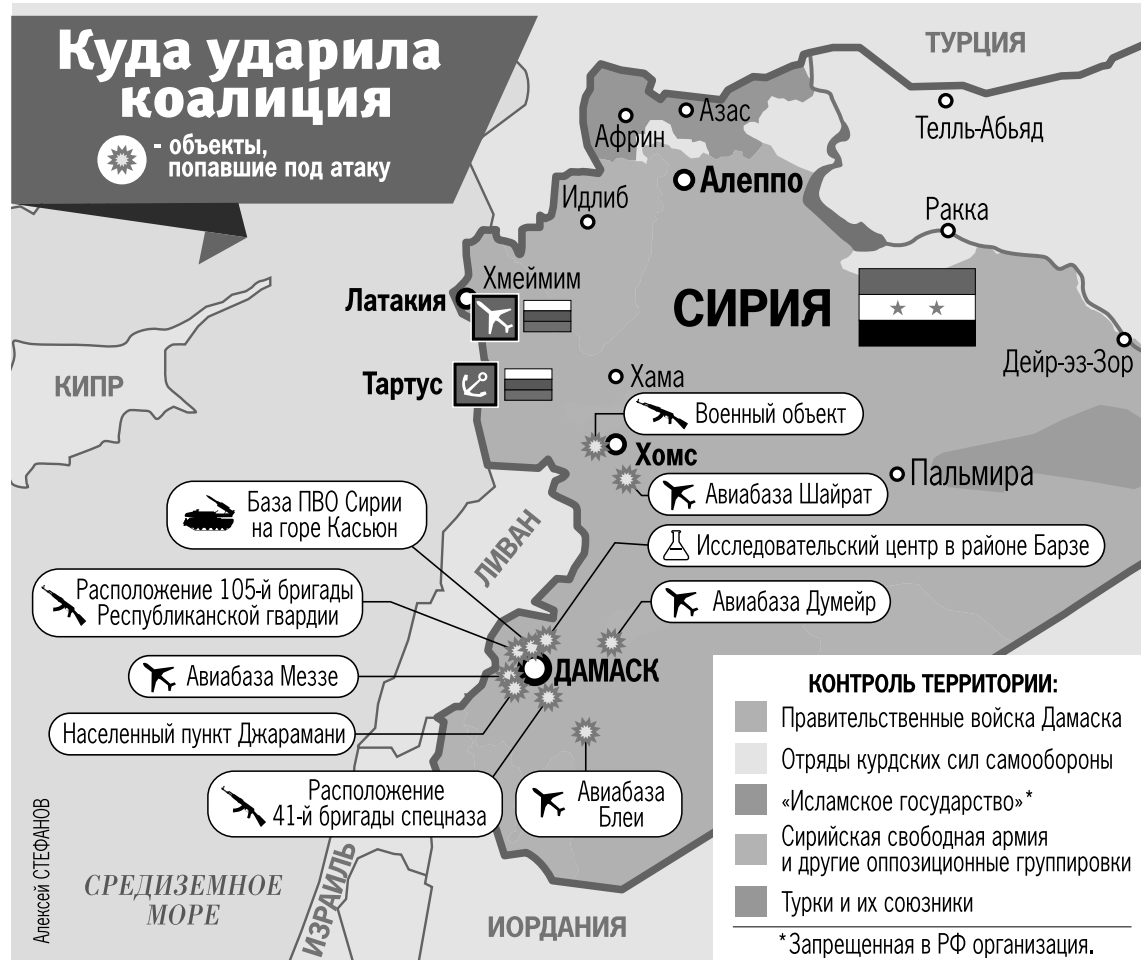 Куда ударила
коалиция
- объекты,
попавшие под атаку
ТУРЦИЯ
Азас
Африн
Телль-Абьяд
Алеппо
Идлиб
Ракка
Хмеймим
Латакия
СИРИЯ
Дейр-эз-Зор
КИПР
Тартус
Хама
Военный объект
Хомс
Пальмира
Авиабаза Шайрат
База ПВО Сирии
на горе Касьюн
ЛИВАН
Исследовательский центр в районе Барзе
Расположение 105-й бригады
Республиканской гвардии
Авиабаза Думейр
Авиабаза Меззе
ДАМАСК
Населенный пункт Джарамани
Расположение
41-й бригады спецназа
Авиабаза
Блеи
КОНТРОЛЬ ТЕРРИТОРИИ:
Правительственные войска Дамаска
Отряды курдских сил самообороны
«Исламское государство»*
Сирийская свободная армия
и другие оппозиционные группировки
Турки и их союзники
*Запрещенная в РФ организация.
СРЕДИЗЕМНОЕ
МОРЕ
ИЗРАИЛЬ
ИОРДАНИЯ
Алексей СТЕФАНОВ